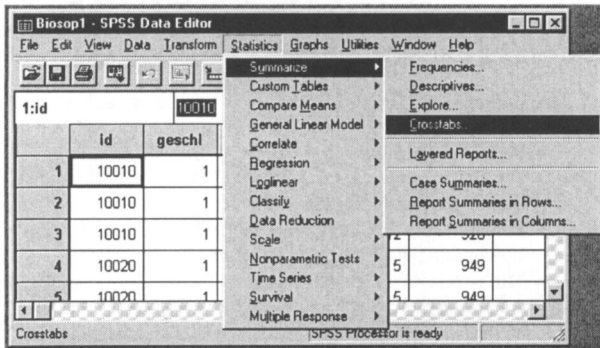 Biosop1 - SPSS Data Editor
File Edit View Data Transform Statistics Graphs Utilities Window Help
1:id 10010
id geschl
1 10010 1
2 10010 1
3 10010 1
4 10020 1 5 949
5 10020 1 5 949
Summarize
Custom Tables
Compare Means
General Linear Model
Correlate
Regression
Loglinear
Classify
Data Reduction
Scale
Nonparametric Tests
Time Series
Survival
Multiple Response
Frequencies...
Descriptives...
Explore...
Crosstabs...
Layered Reports...
Case Summaries...
Report Summaries in Rows...
Report Summaries in Columns...
Crosstabs SPSS Processor is ready